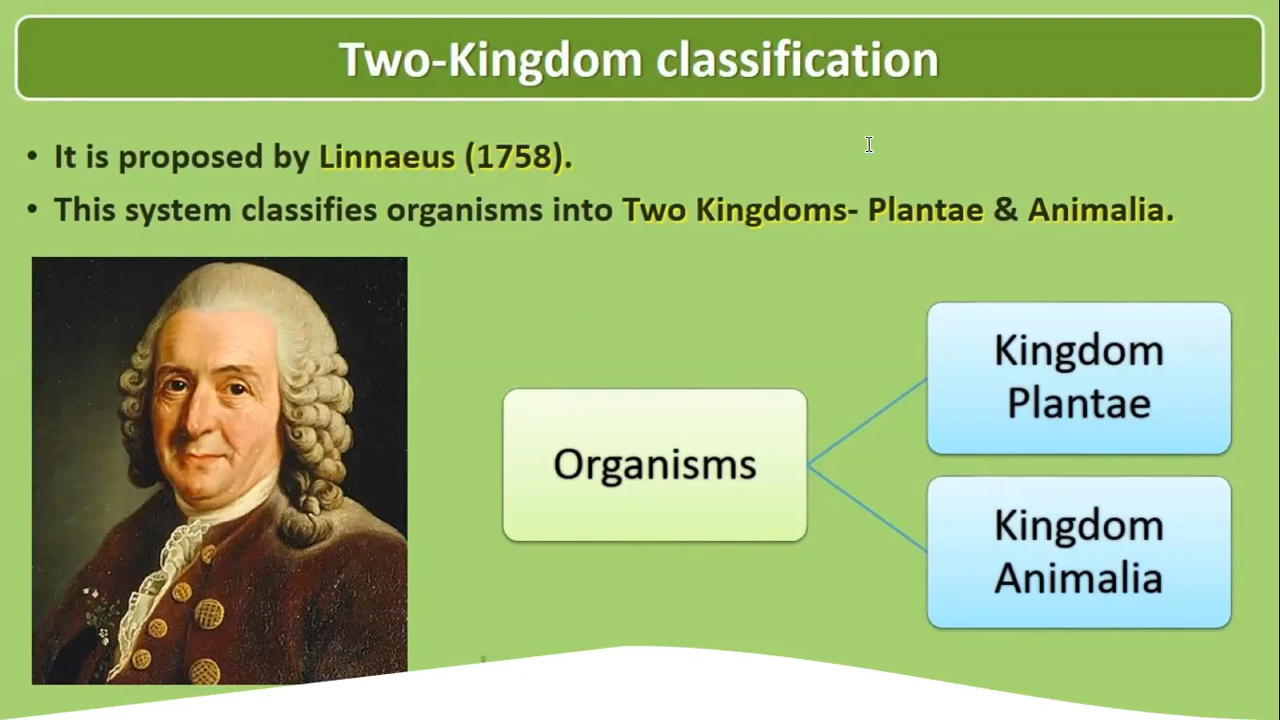 Two-Kingdom classification
• It is proposed by Linnaeus (1758).
• This system classifies organisms into Two Kingdoms- Plantae & Animalia.
Organisms
Kingdom
Plantae
Kingdom
Animalia